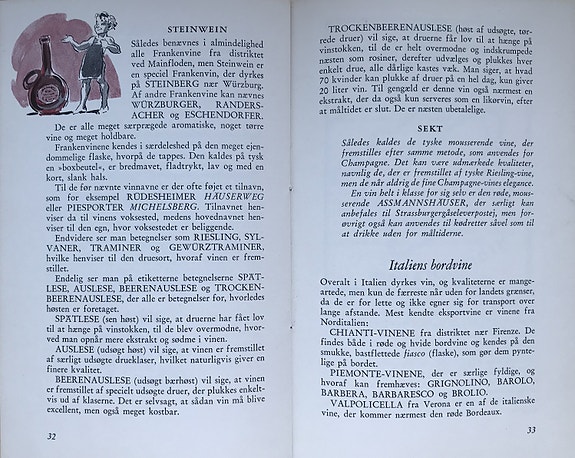 STEINWEIN
Således benævnes i almindelighed
alle Frankenvine fra distriktet
ved Mainfloden, men Steinwein er
en speciel Frankenvin, der dyrkes
på STEINBERG nær Würzburg.
Af andre Frankenvine kan nævnes
WÜRZBURGER, RANDERS-
ACHER og ESCHENDORFER.
De er alle meget særprægede aromatiske, noget tørre
vine og meget holdbare.
Frankenvinene kendes i særdeleshed på den meget ejen-
dommelige flaske, hvorpå de tappes. Den kaldes på tysk
en »boxbeutel«, er bredmavet, fladtrykt, lav og med en
kort, slank hals.
Til de før nævnte vinnavne er der ofte føjet et tilnavn,
som for eksempel RÜDESHEIMER HÄUSERWEG
eller PIESPORTER MICHELSBERG. Tilnavnet hen-
viser da til vinens voksested, medens hovednavnet hen-
viser til den egn, hvor voksestedet er beliggende.
Endvidere ser man betegnelser som RIESLING, SYL-
VANER, TRAMINER og GEWÜRZTRAMINER,
hvilke henviser til den druesort, hvoraf vinen er frem-
stillet.
Endelig ser man på etiketterne betegnelserne SPÄT-
LESE, AUSLESE, BEERENAUSLESE og TROCKEN-
BEERENAUSLESE, der alle er betegnelser for, hvorledes
høsten er foretaget.
SPÄTLESE (sen høst) vil sige, at druerne har fået lov
til at hænge på vinstokken, til de blev overmodne, hvor-
ved man opnår mere ekstrakt og sødme i vinen.
AUSLESE (udsøgt høst) vil sige, at vinen er fremstillet
af særligt udsøgte drueklaser, hvilket naturligvis giver en
finere kvalitet.
BEERENAUSLESE (udsøgt bærhøst) vil sige, at vinen
er fremstillet af specielt udsøgte druer, der plukkes enkelt-
vis ud af klaserne. Det er selvsagt, at sådan vin må blive
excellent, men også meget kostbar.
32
TROCKENBEERENAUSLESE (høst af udsøgte, tør-
rede druer) vil sige, at druerne får lov til at hænge på
vinstokken, til de er helt overmodne og indskrumpede
næsten som rosiner, derefter udvælges og plukkes hver
enkelt drue, alle dårlige kastes væk. Man siger, at hvad
70 kvinder kan plukke af druer på en hel dag, kun giver
20 liter vin. Til gengæld er denne vin også nærmest en
ekstrakt, der da også kun serveres som en likørvin, efter
at måltidet er slut. De er næsten ubetalelige.
SEKT
Således kaldes de tyske mousserende vine, der
fremstilles efter samme metode, som anvendes for
Champagne. Det kan være udmærkede kvaliteter,
navnlig de, der er fremstillet af tyske Riesling-vine,
men de når aldrig de fine Champagne-vines elegance.
En vin helt i klasse for sig selv er den røde, mous-
serende ASSMANNSHÄUSER, der særligt kan
anbefales til Strassburgergåseleverpostej, men for-
øvrigt også kan anvendes til kødretter såvel som til
at drikke uden for måltiderne.
Italiens bordvine
Overalt i Italien dyrkes vin, og kvaliteterne er mange-
artede, men kun de færreste når uden for landets grænser,
da de er for lette og ikke egner sig for transport over
lange afstande. Mest kendte eksportvine er vinene fra
Norditalien:
CHIANTI-VINENE fra distriktet nær Firenze. De
findes både i røde og hvide bordvine og kendes på den
smukke, bastflettede fiasco (flaske), som gør dem pynte-
lige på bordet.
PIEMONTE-VINENE, der er særlige fyldige, og
hvoraf kan fremhæves: GRIGNOLINO, BAROLO,
BARBERA, BARBARESCO og BROLIO.
VALPOLICELLA fra Verona er en af de italienske
vine, der kommer nærmest den røde Bordeaux.
33